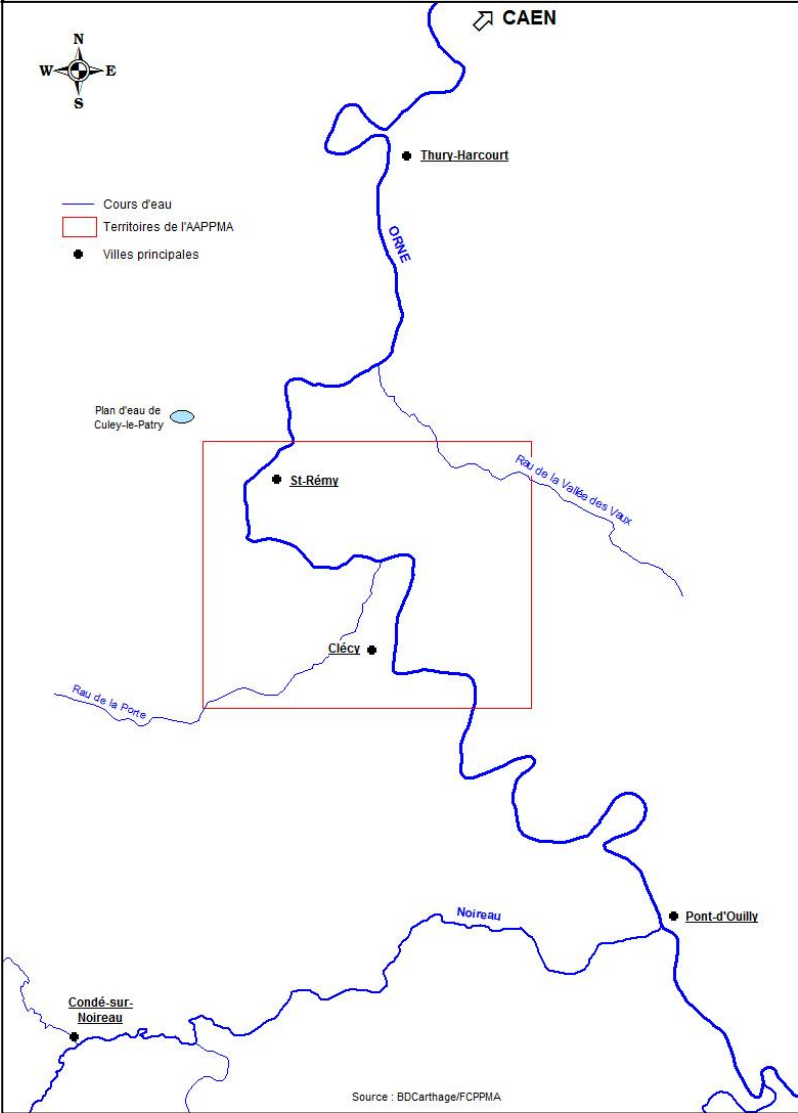 CAEN
N
W E
S
Thury-Harcourt
Cours d'eau
Territoires de l'AAPPMA
Villes principales
ORNE
Plan d'eau de
Culey-le-Patry
St-Rémy
Rau de la Vallée des Vaux
Clécy
Rau de la Porte
Noireau
Pont-d'Ouilly
Condé-sur-
Noireau
Source : BDCarthage/FCPPMA